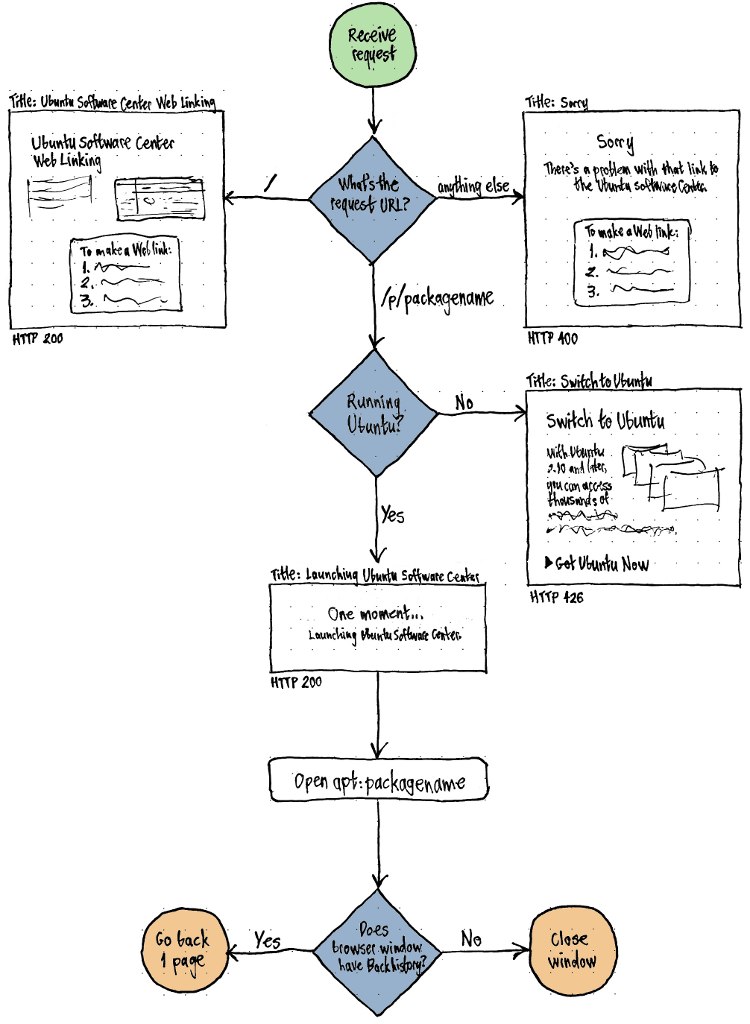 Receive
request
Title: Ubuntu Software Center Web Linking
Ubuntu Software Center
Web Linking
To make a Web link:
1.
2.
3.
HTTP 200
/
What's the
request URL?
anything else
Title: Sorry
Sorry
There's a problem with that link to
the Ubuntu Software Center.
To make a Web link:
1.
2.
3.
HTTP 400
/p/packagename
Running
Ubuntu?
No
Title: Switch to Ubuntu
Switch to Ubuntu
With Ubuntu
9.10 and later,
you can access
thousands of
Get Ubuntu Now
HTTP 426
Yes
Title: Launching Ubuntu Software Center
One moment...
Launching Ubuntu Software Center.
HTTP 200
Open apt:packagename
Does
browser window
have Back history?
Yes
Go back
1 page
No
Close
window